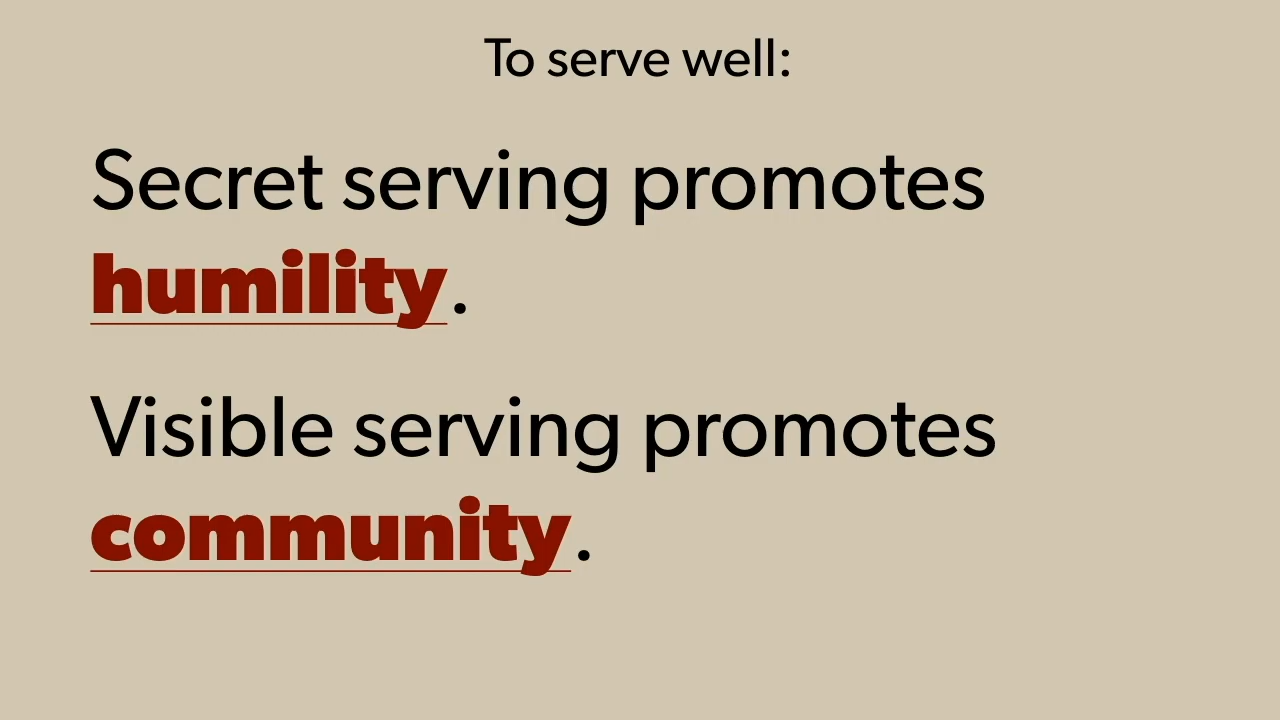 To serve well:
Secret serving promotes
humility.
Visible serving promotes
community.